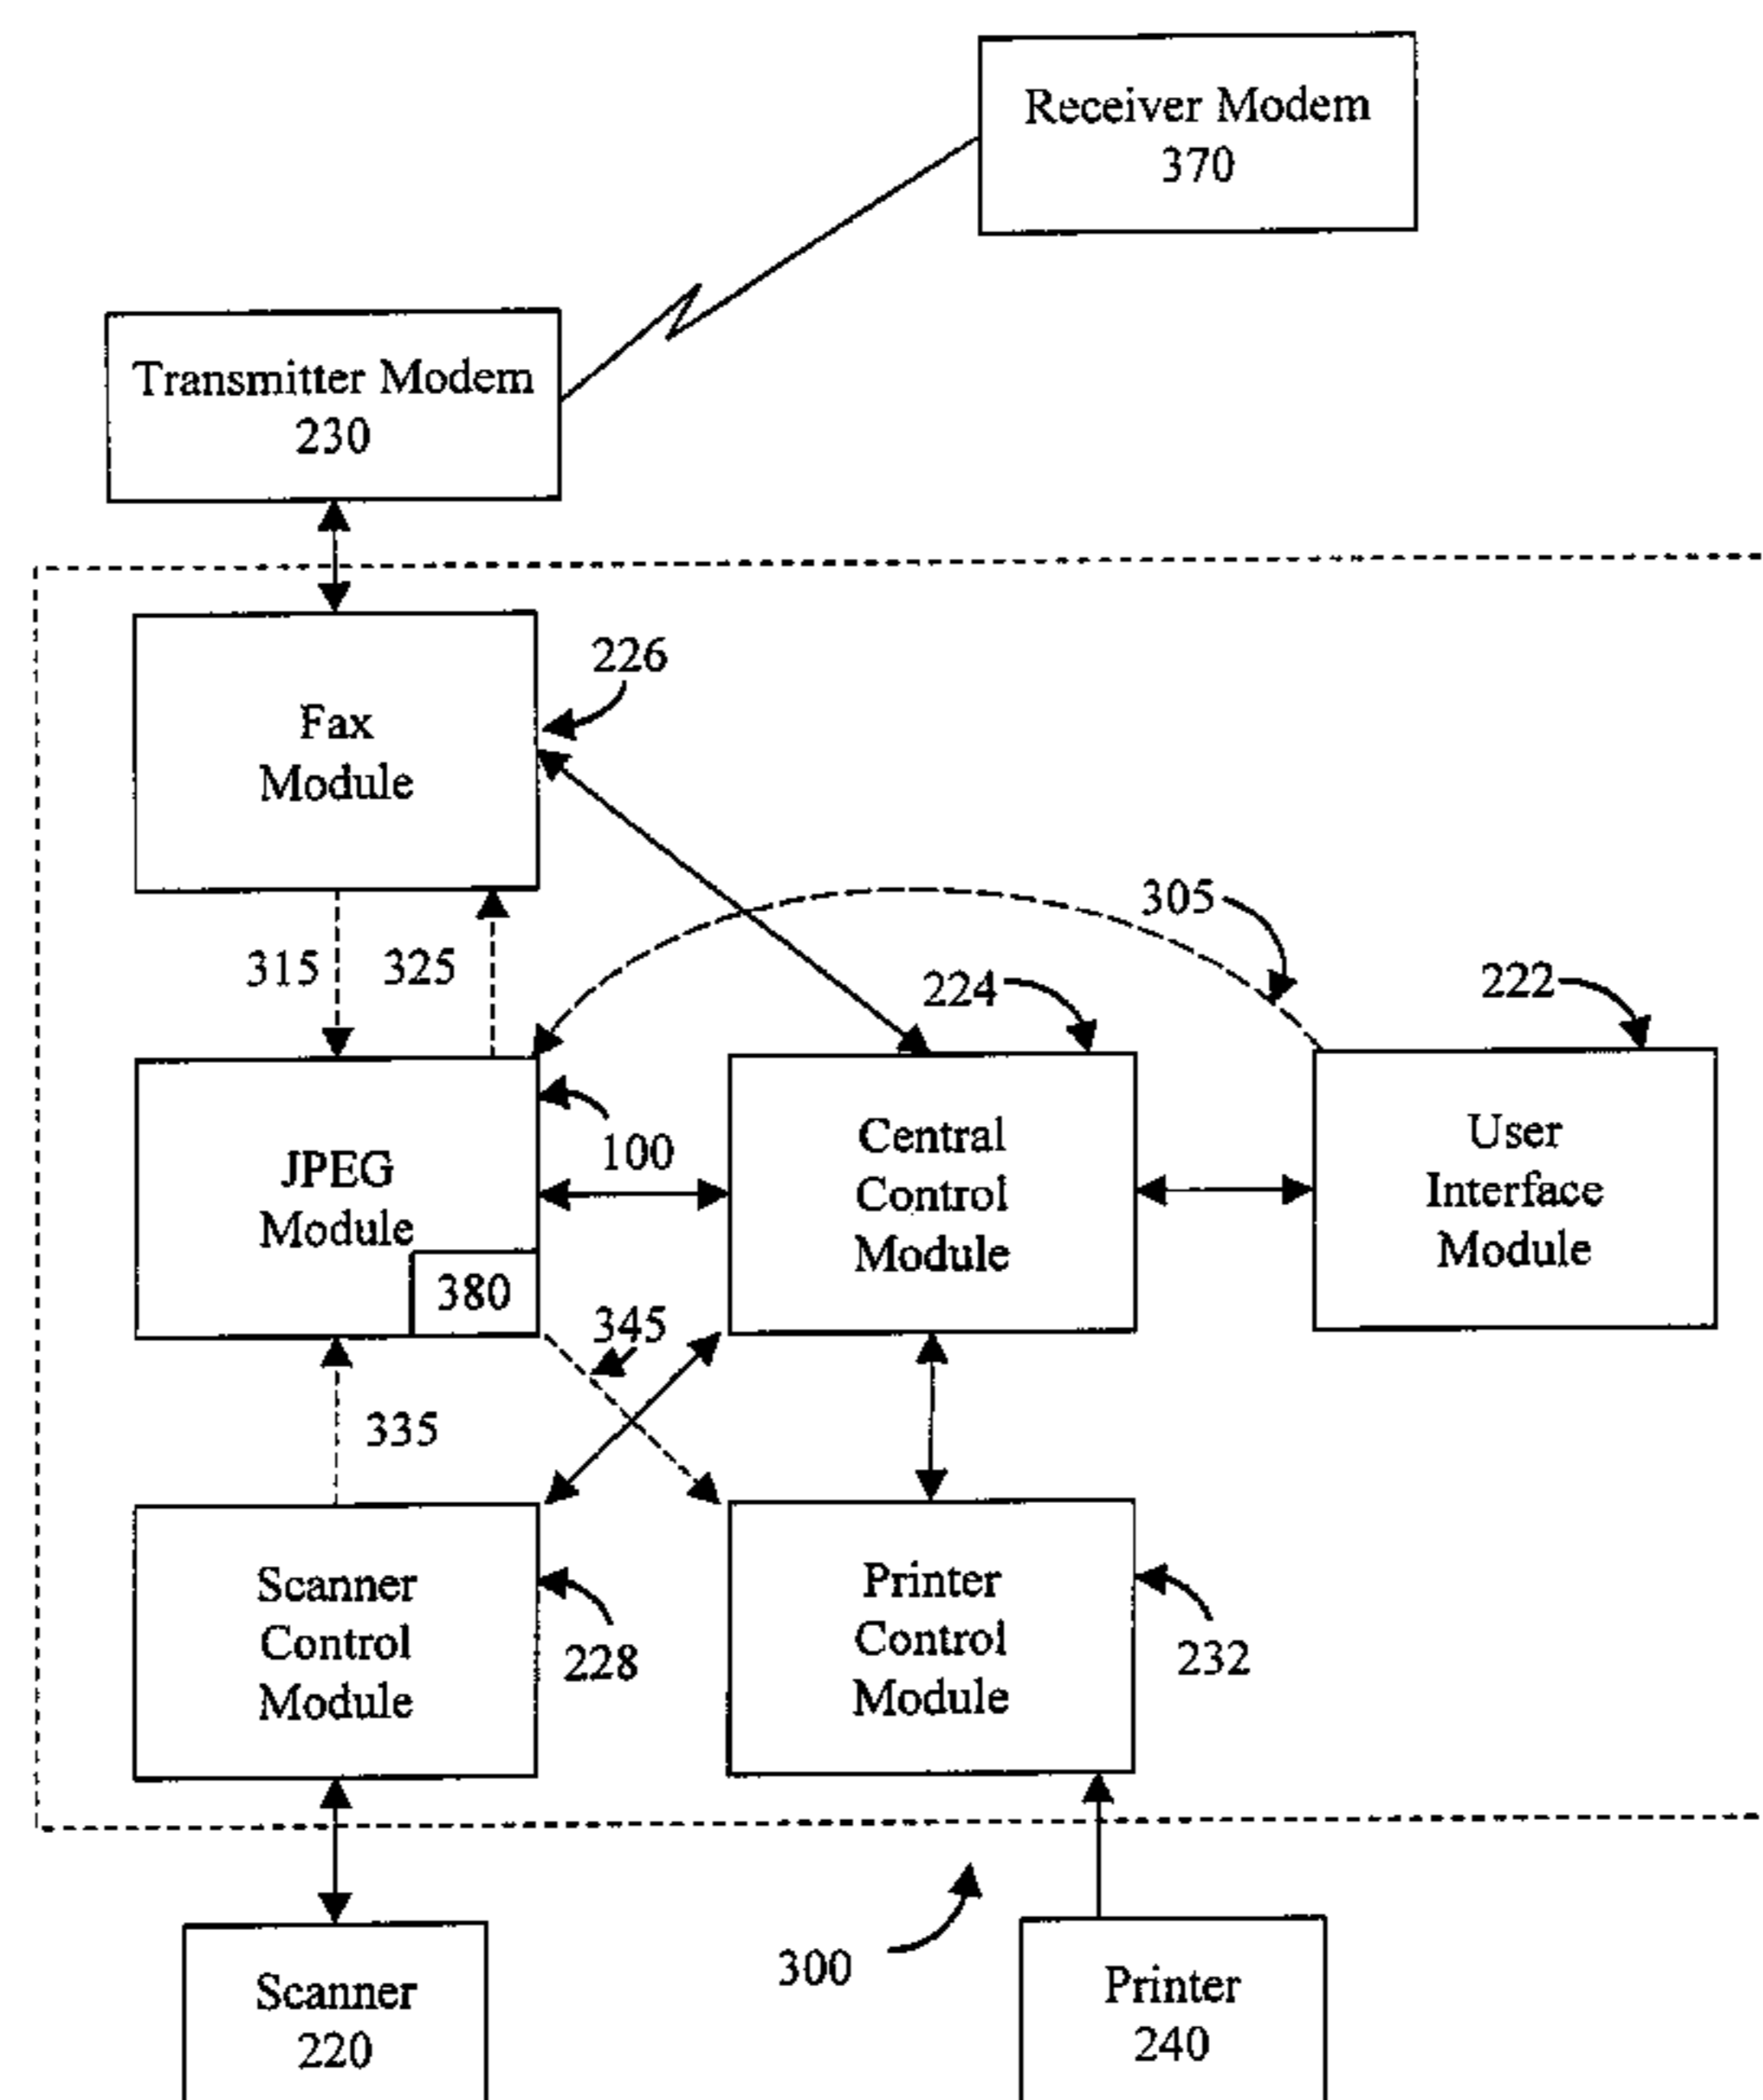 Receiver Modem
370
Transmitter Modem
230
Fax
Module
226
315
325
305
224
222
JPEG
Module
380
100
Central
Control
Module
User
Interface
Module
345
335
Scanner
Control
Module
228
Printer
Control
Module
232
300
Scanner
220
Printer
240